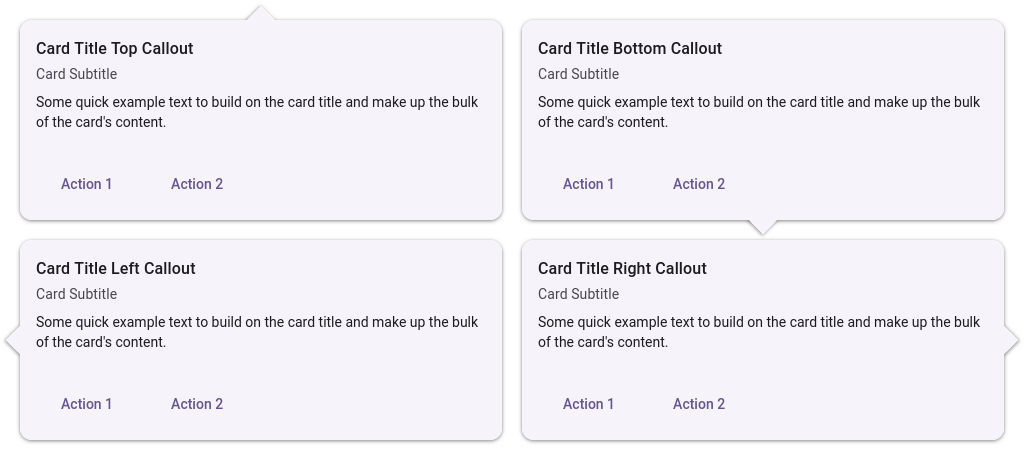 Card Title Top Callout
Card Subtitle
Some quick example text to build on the card title and make up the bulk
of the card's content.
Action 1
Action 2
Card Title Bottom Callout
Card Subtitle
Some quick example text to build on the card title and make up the bulk
of the card's content.
Action 1
Action 2
Card Title Left Callout
Card Subtitle
Some quick example text to build on the card title and make up the bulk
of the card's content.
Action 1
Action 2
Card Title Right Callout
Card Subtitle
Some quick example text to build on the card title and make up the bulk
of the card's content.
Action 1
Action 2